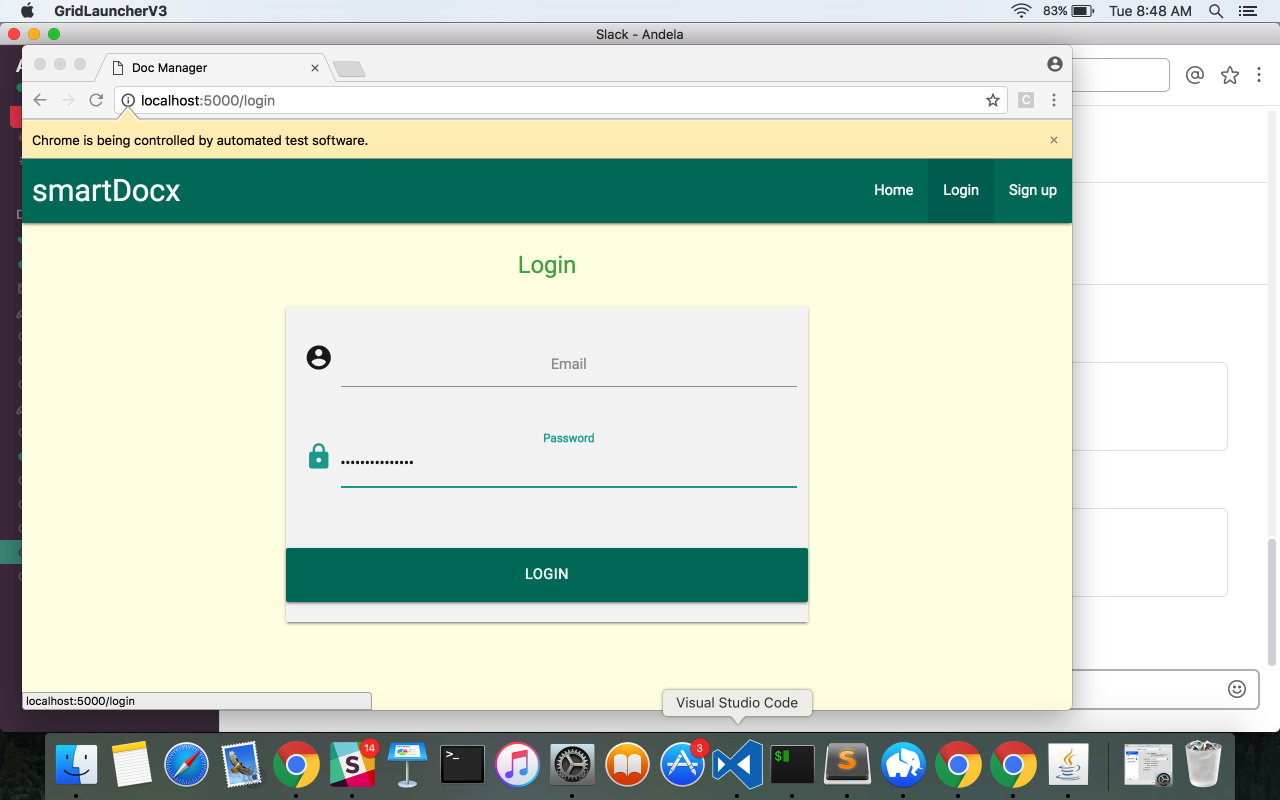 GridLauncherV3
83%
Tue 8:48 AM
Slack - Andela
Doc Manager
localhost:5000/login
C
Chrome is being controlled by automated test software.
smartDocx
Home
Login
Sign up
Login
Email
Password
LOGIN
localhost:5000/login
Visual Studio Code
14
3